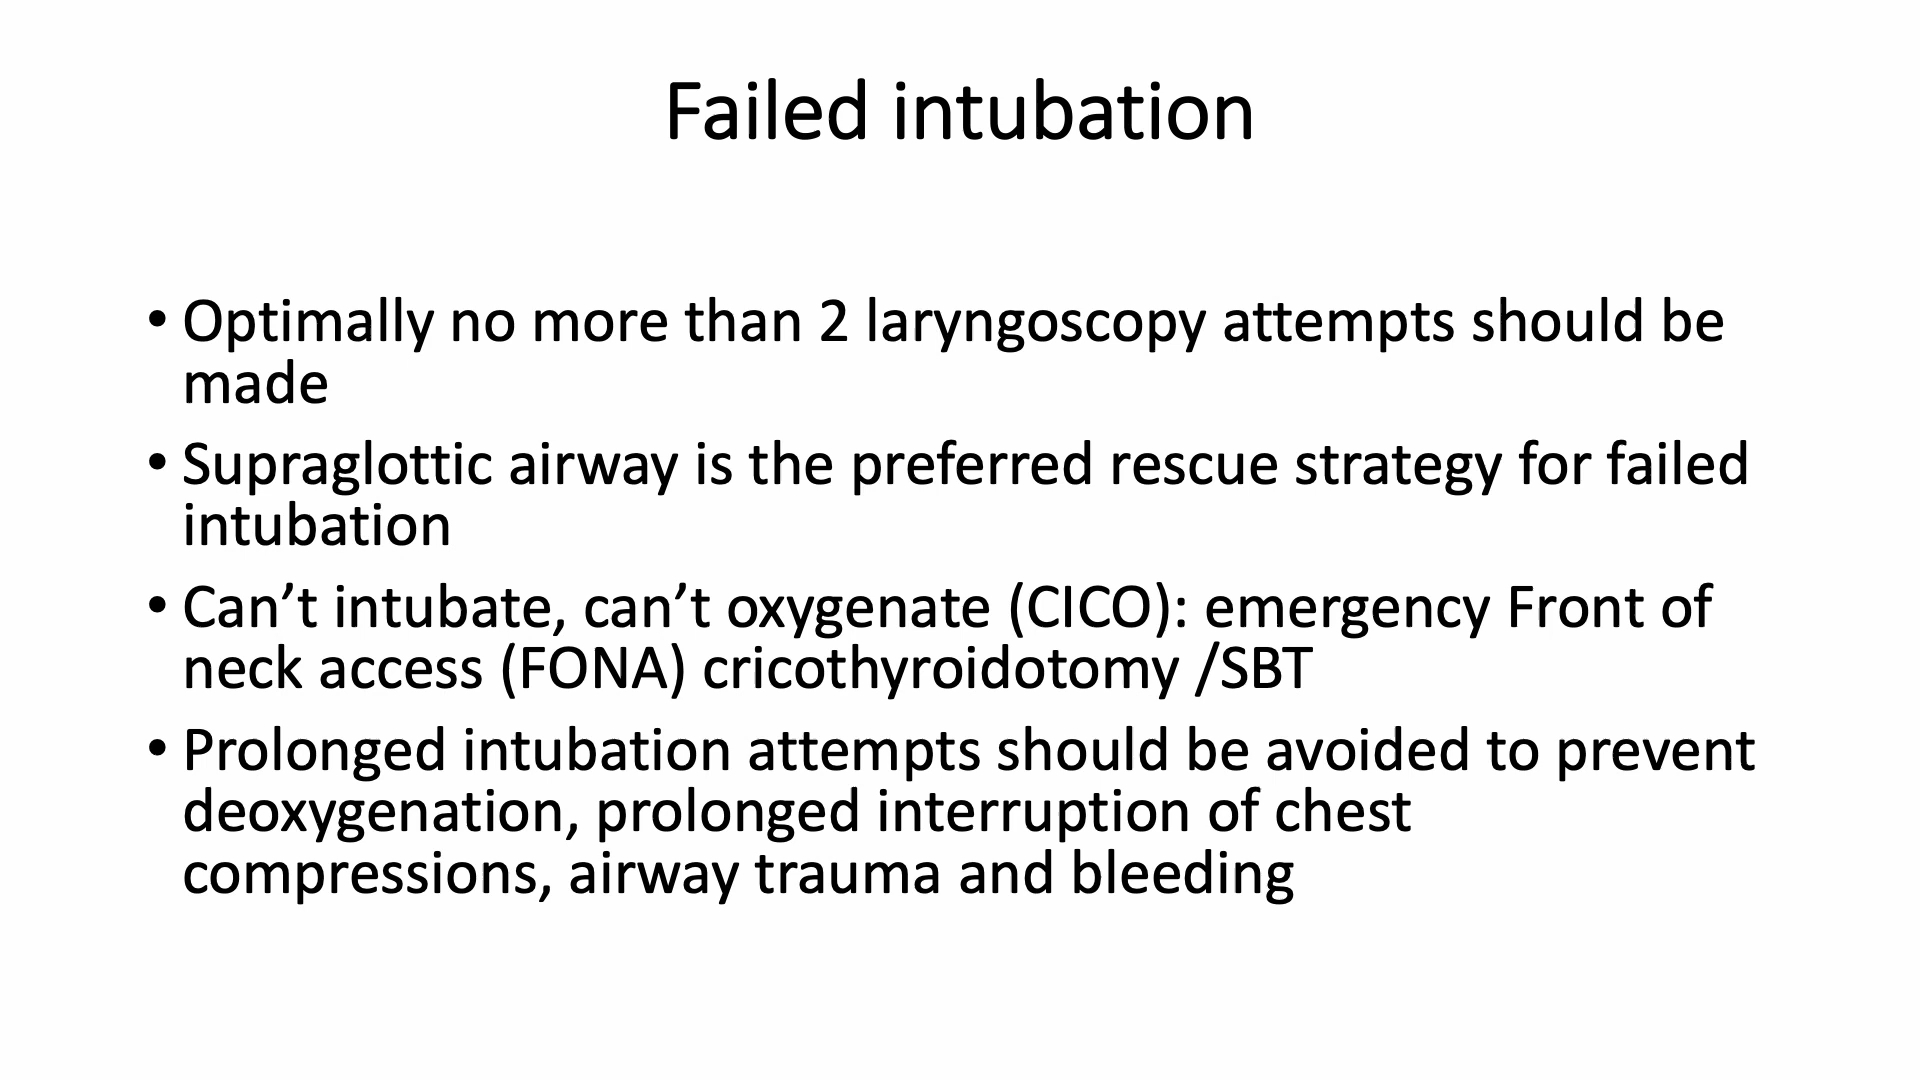 Failed intubation
• Optimally no more than 2 laryngoscopy attempts should be
made
• Supraglottic airway is the preferred rescue strategy for failed
intubation
• Can’t intubate, can’t oxygenate (CICO): emergency Front of
neck access (FONA) cricothyroidotomy /SBT
• Prolonged intubation attempts should be avoided to prevent
deoxygenation, prolonged interruption of chest
compressions, airway trauma and bleeding